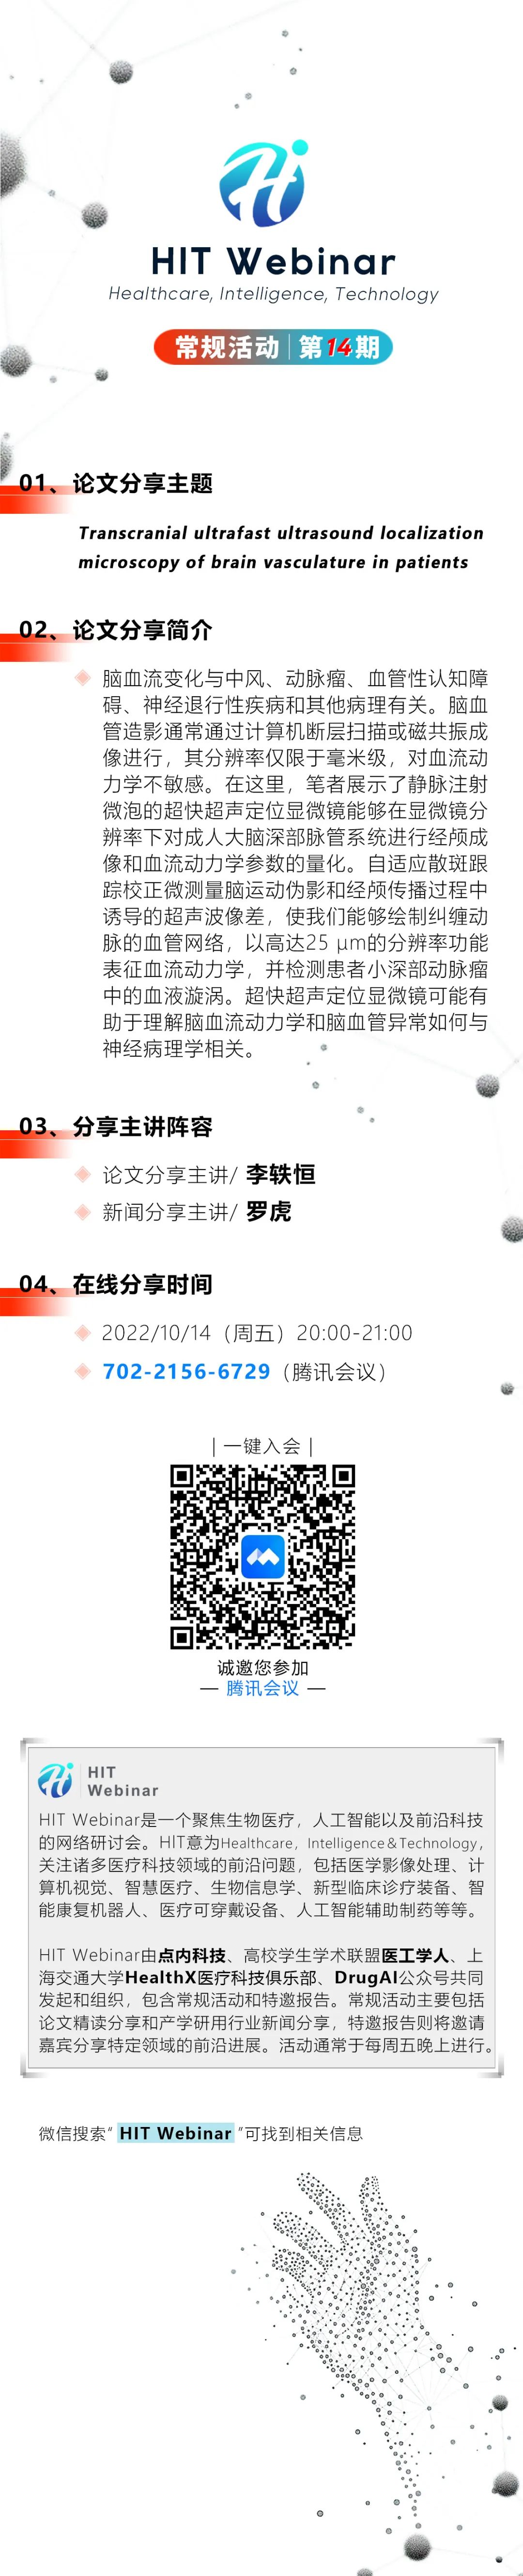 HIT Webinar
Healthcare, Intelligence, Technology
常规活动|第14期
01、论文分享主题
Transcranial ultrafast ultrasound localization
microscopy of brain vasculature in patients
02、论文分享简介
脑血流变化与中风、动脉瘤、血管性认知障
碍、神经退行性疾病和其他病理有关。脑血
管造影通常通过计算机断层扫描或磁共振成
像进行，其分辨率仅限于毫米级，对血流动
力学不敏感。在这里，笔者展示了静脉注射
微泡的超快超声定位显微镜能够在显微镜分
辨率下对成人大脑深部脉管系统进行经颅成
像和血流动力学参数的量化。自适应散斑跟
踪校正微测量脑运动伪影和经颅传播过程中
诱导的超声波像差，使我们能够绘制纠缠动
脉的血管网络，以高达25 μm的分辨率功能
表征血流动力学，并检测患者小深部动脉瘤
中的血液漩涡。超快超声定位显微镜可能有
助于理解脑血流动力学和脑血管异常如何与
神经病理学相关。
03、分享主讲阵容
论文分享主讲/ 李轶恒
新闻分享主讲/ 罗虎
04、在线分享时间
2022/10/14（周五）20:00-21:00
702-2156-6729（腾讯会议）
| 一键入会 |
诚邀您参加
— 腾讯会议 —
HIT
Webinar
HIT Webinar是一个聚焦生物医疗，人工智能以及前沿科技
的网络研讨会。HIT意为Healthcare，Intelligence＆Technology，
关注诸多医疗科技领域的前沿问题，包括医学影像处理、计
算机视觉、智慧医疗、生物信息学、新型临床诊疗装备、智
能康复机器人、医疗可穿戴设备、人工智能辅助制药等等。
HIT Webinar由点内科技、高校学生学术联盟医工学人、上
海交通大学HealthX医疗科技俱乐部、DrugAI公众号共同
发起和组织，包含常规活动和特邀报告。常规活动主要包括
论文精读分享和产学研用行业新闻分享，特邀报告则将邀请
嘉宾分享特定领域的前沿进展。活动通常于每周五晚上进行。
微信搜索“ HIT Webinar ”可找到相关信息